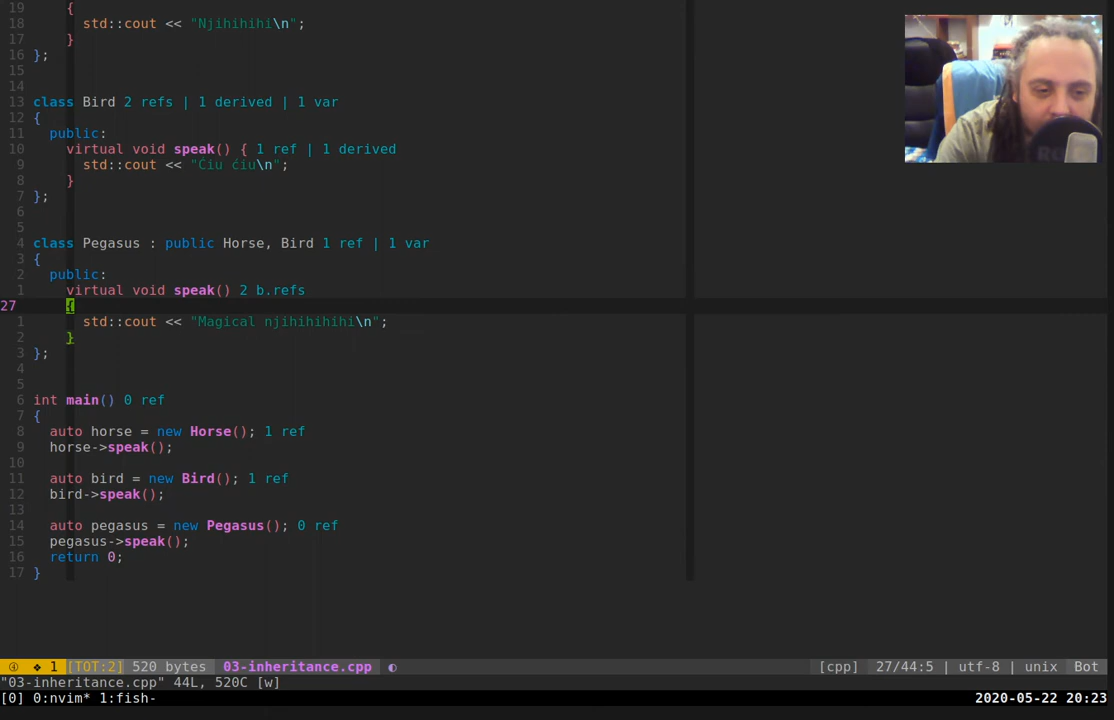 19 {
18 std::cout << "Njihihihi\n";
17 }
16 };
15
14
13 class Bird 2 refs | 1 derived | 1 var
12 {
11 public:
10 virtual void speak() { 1 ref | 1 derived
9 std::cout << "Ćiu ćiu\n";
8 }
7 };
6
5
4 class Pegasus : public Horse, Bird 1 ref | 1 var
3 {
2 public:
1 virtual void speak() 2 b.refs
27 {
1 std::cout << "Magical njihihihihi\n";
2 }
3 };
4
5
6 int main() 0 ref
7 {
8 auto horse = new Horse(); 1 ref
9 horse->speak();
10
11 auto bird = new Bird(); 1 ref
12 bird->speak();
13
14 auto pegasus = new Pegasus(); 0 ref
15 pegasus->speak();
16 return 0;
17 }
④ ❖ 1 [TOT:2] 520 bytes 03-inheritance.cpp ◐ [cpp] 27/44:5 | utf-8 | unix Bot
"03-inheritance.cpp" 44L, 520C [w]
[0] 0:nvim* 1:fish- 2020-05-22 20:23